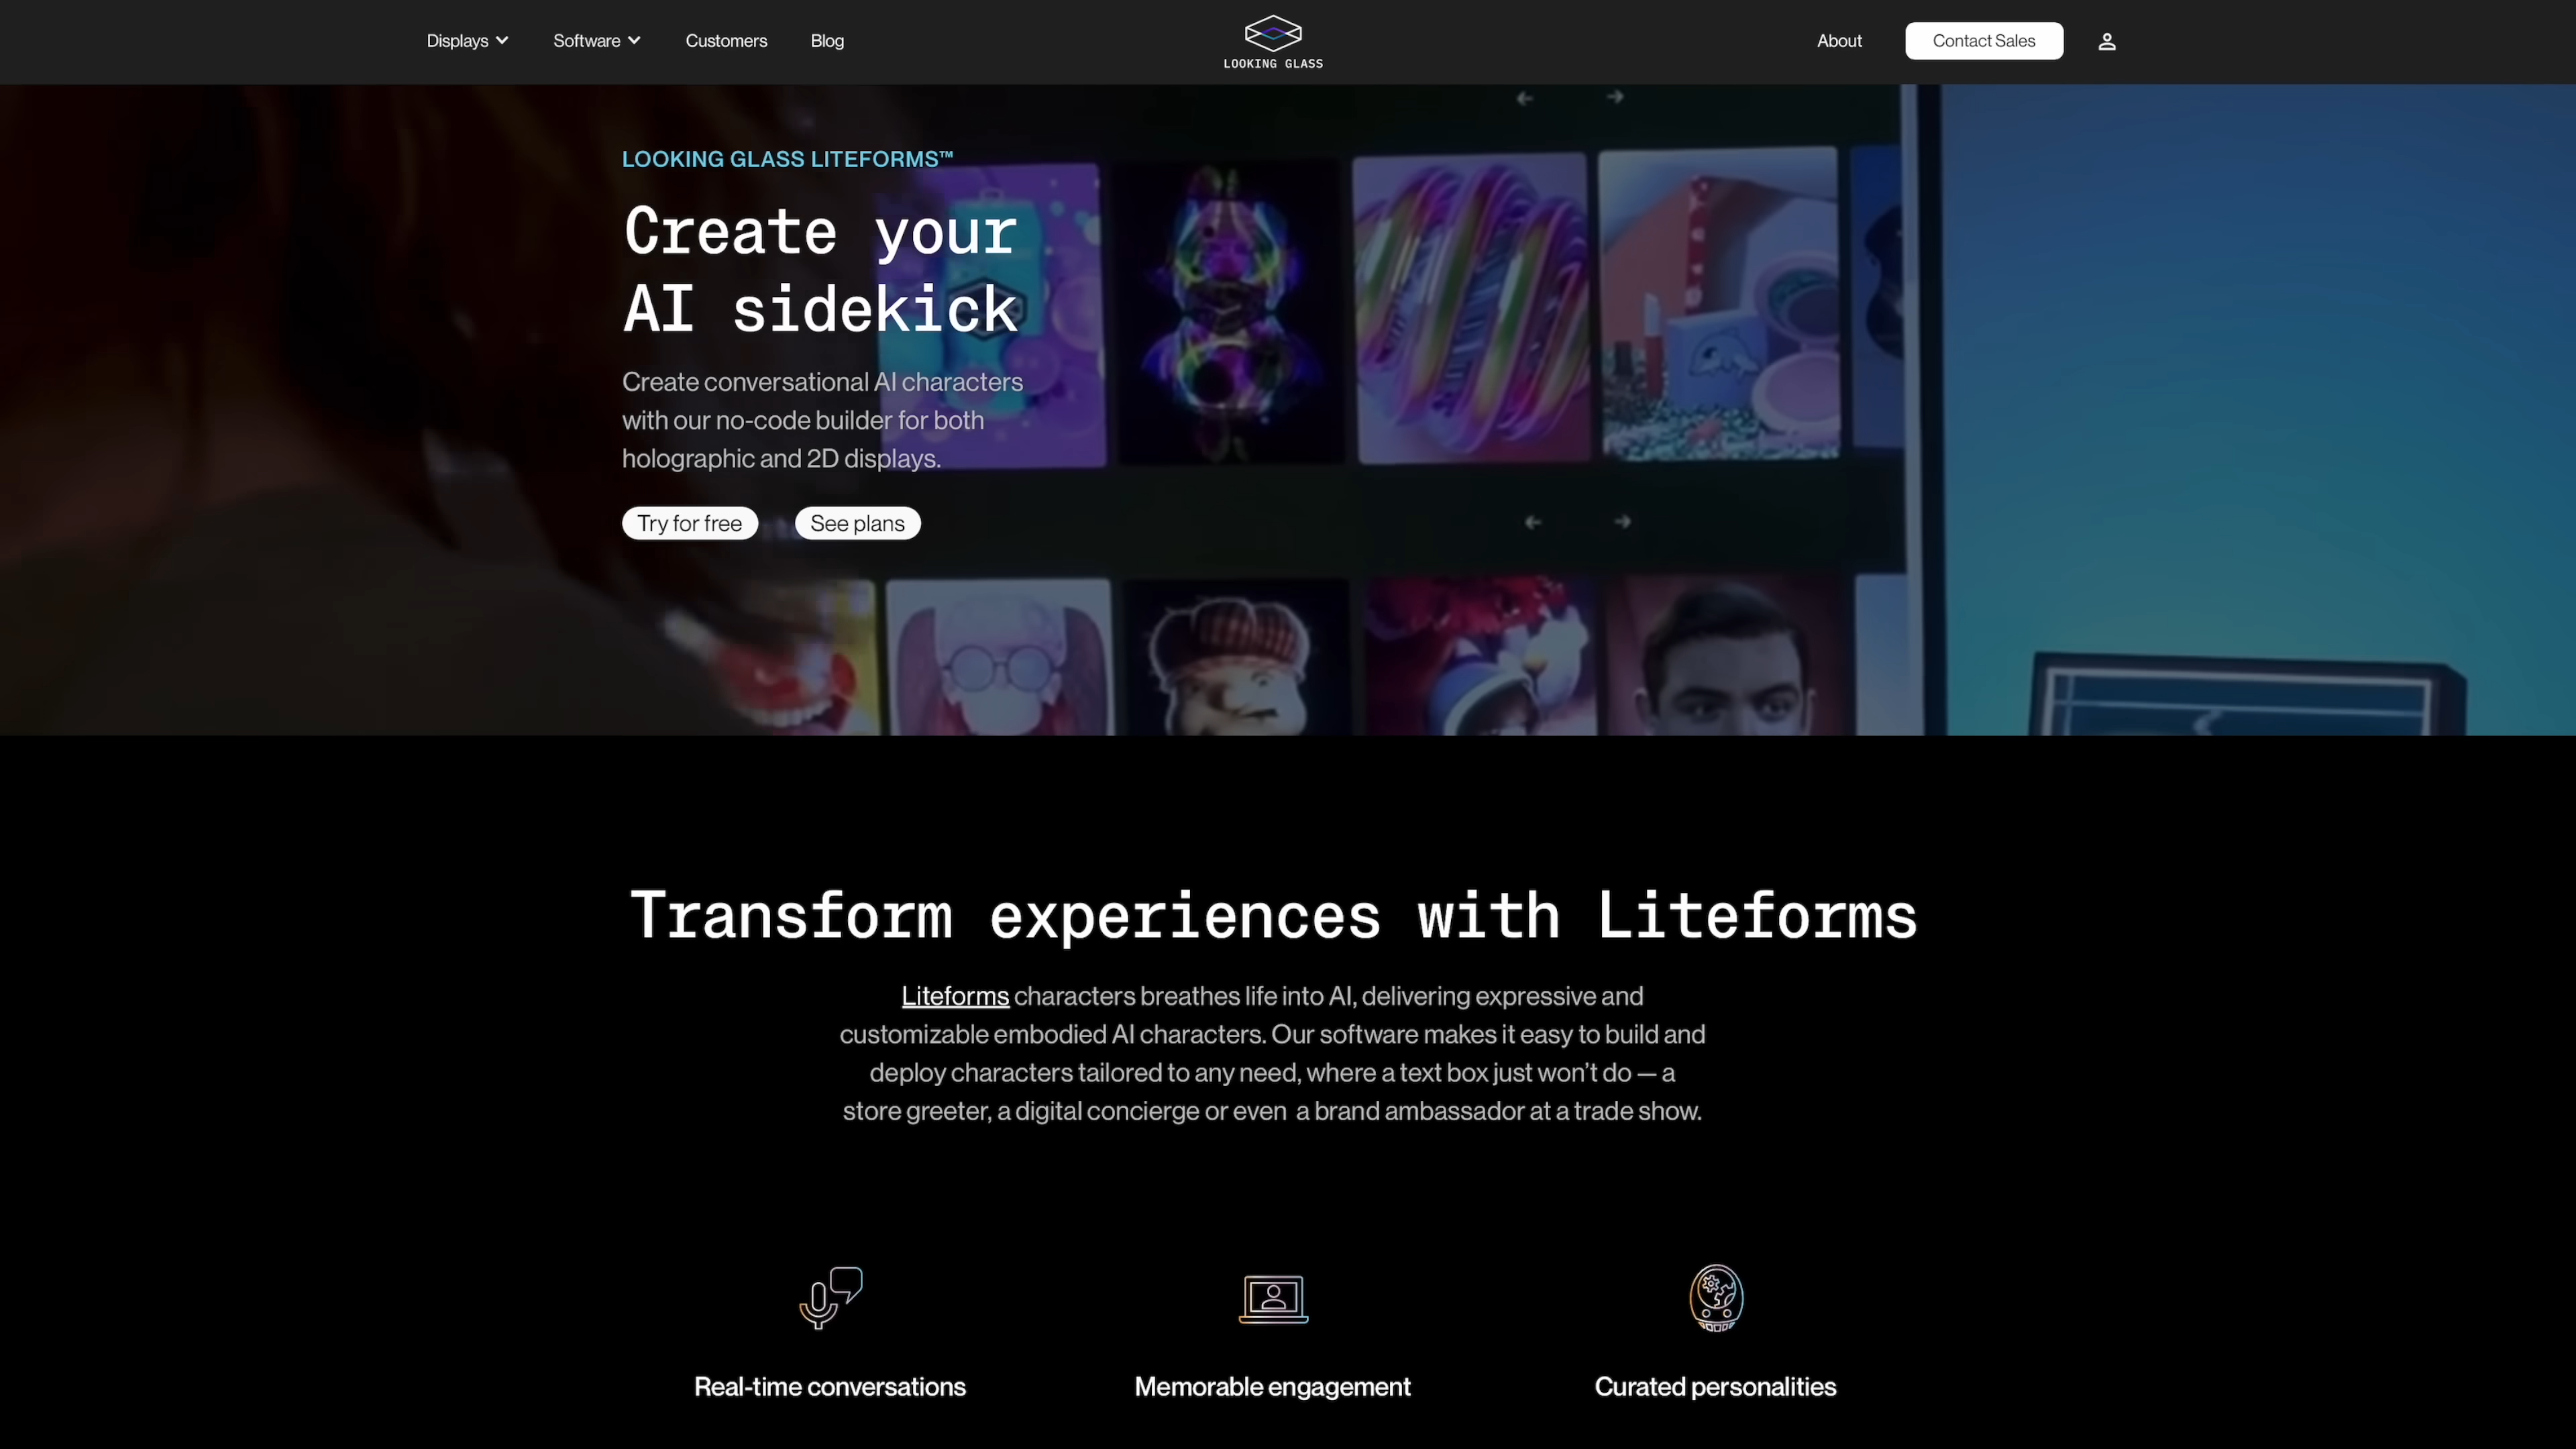 Displays
Software
Customers
Blog
LOOKING GLASS
About
Contact Sales
LOOKING GLASS LITEFORMS™
Create your
AI sidekick
Create conversational AI characters
with our no-code builder for both
holographic and 2D displays.
Try for free
See plans
Transform experiences with Liteforms
Liteforms characters breathes life into AI, delivering expressive and
customizable embodied AI characters. Our software makes it easy to build and
deploy characters tailored to any need, where a text box just won’t do — a
store greeter, a digital concierge or even  a brand ambassador at a trade show.
Real-time conversations
Memorable engagement
Curated personalities